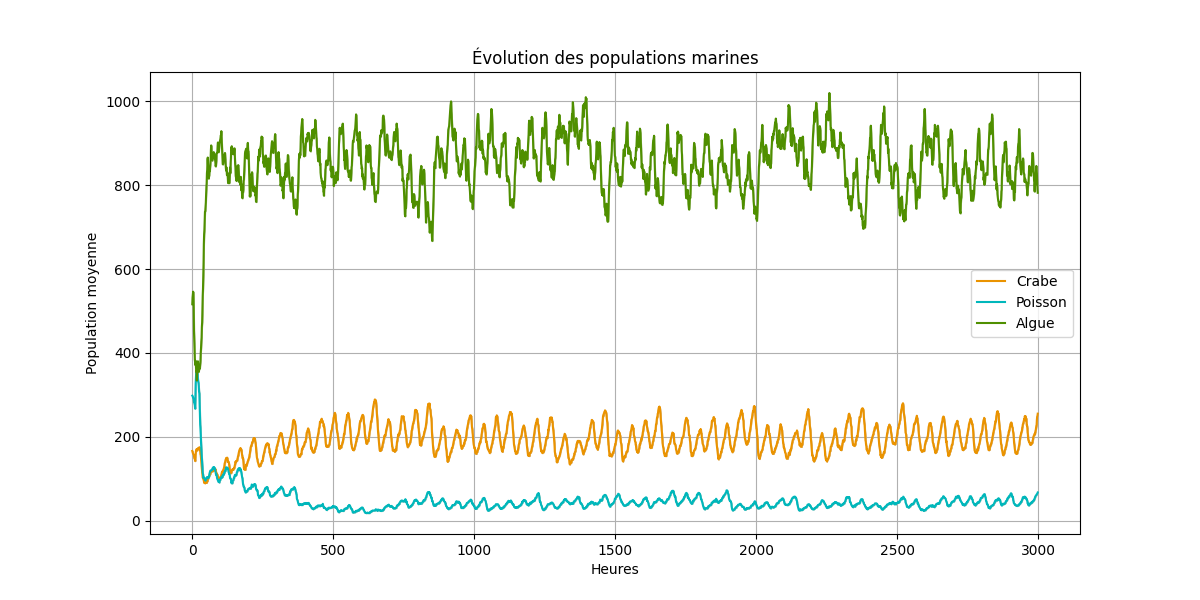 Évolution des populations marines
Population moyenne
1000
800
600
400
200
0
Crabe
Poisson
Algue
0 500 1000 1500 2000 2500 3000
Heures